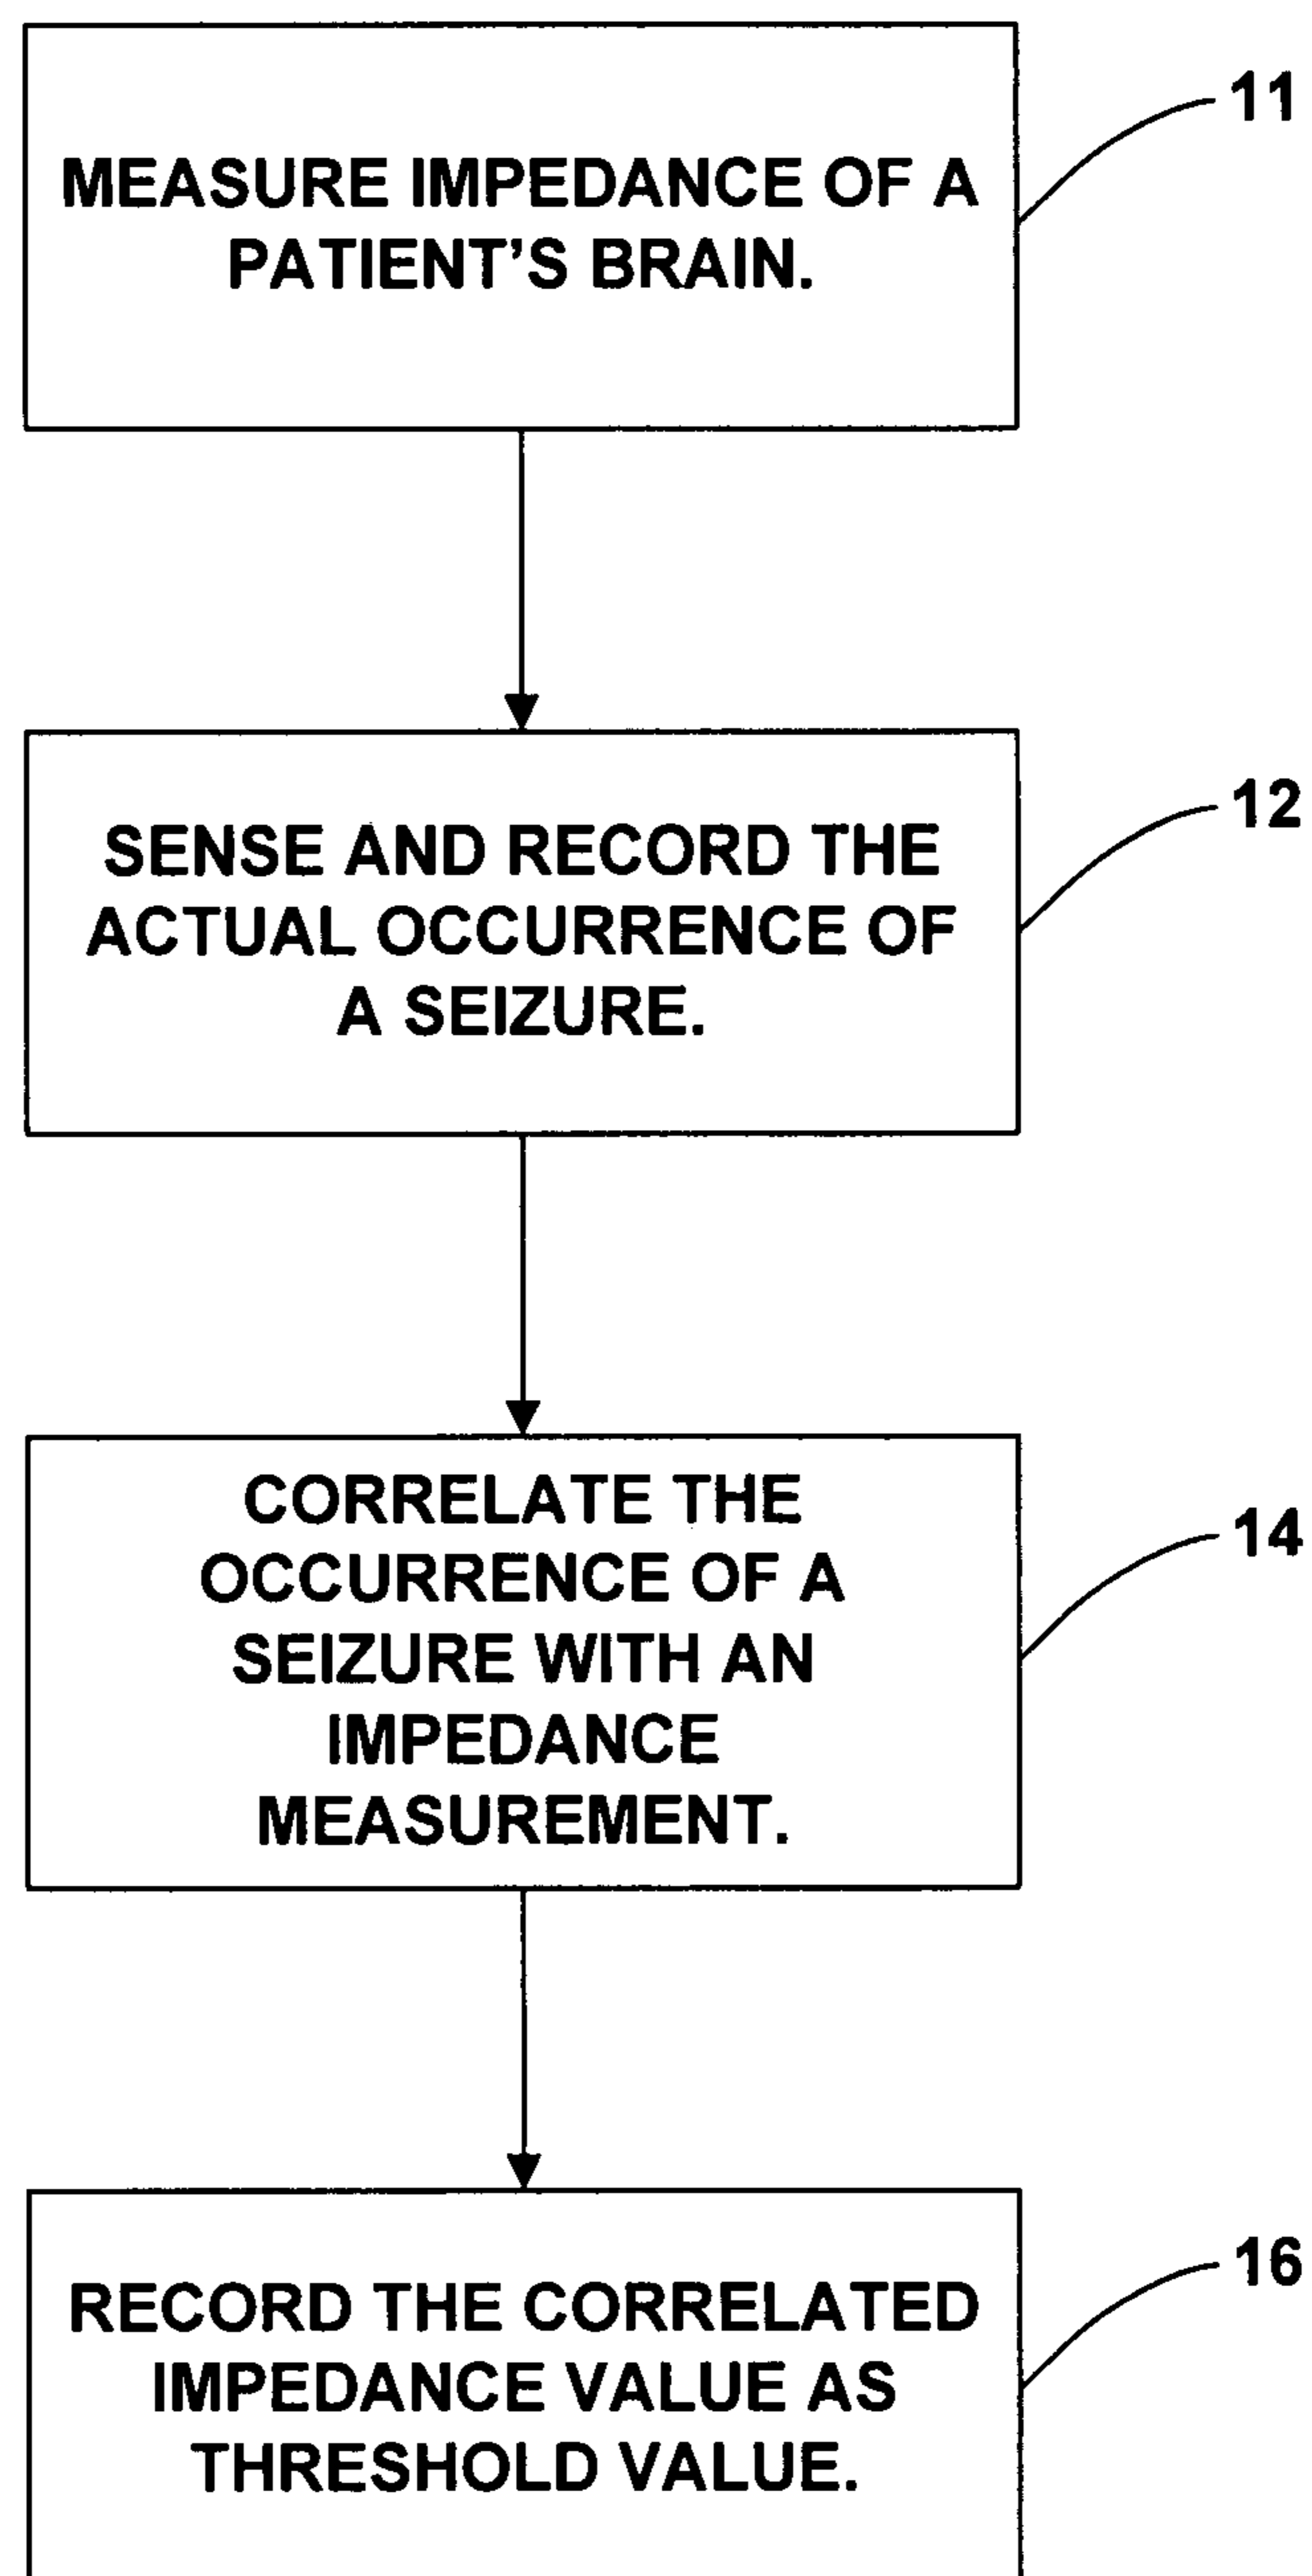 MEASURE IMPEDANCE OF A
PATIENT’S BRAIN.
11
SENSE AND RECORD THE
ACTUAL OCCURRENCE OF
A SEIZURE.
12
CORRELATE THE
OCCURRENCE OF A
SEIZURE WITH AN
IMPEDANCE
MEASUREMENT.
14
RECORD THE CORRELATED
IMPEDANCE VALUE AS
THRESHOLD VALUE.
16